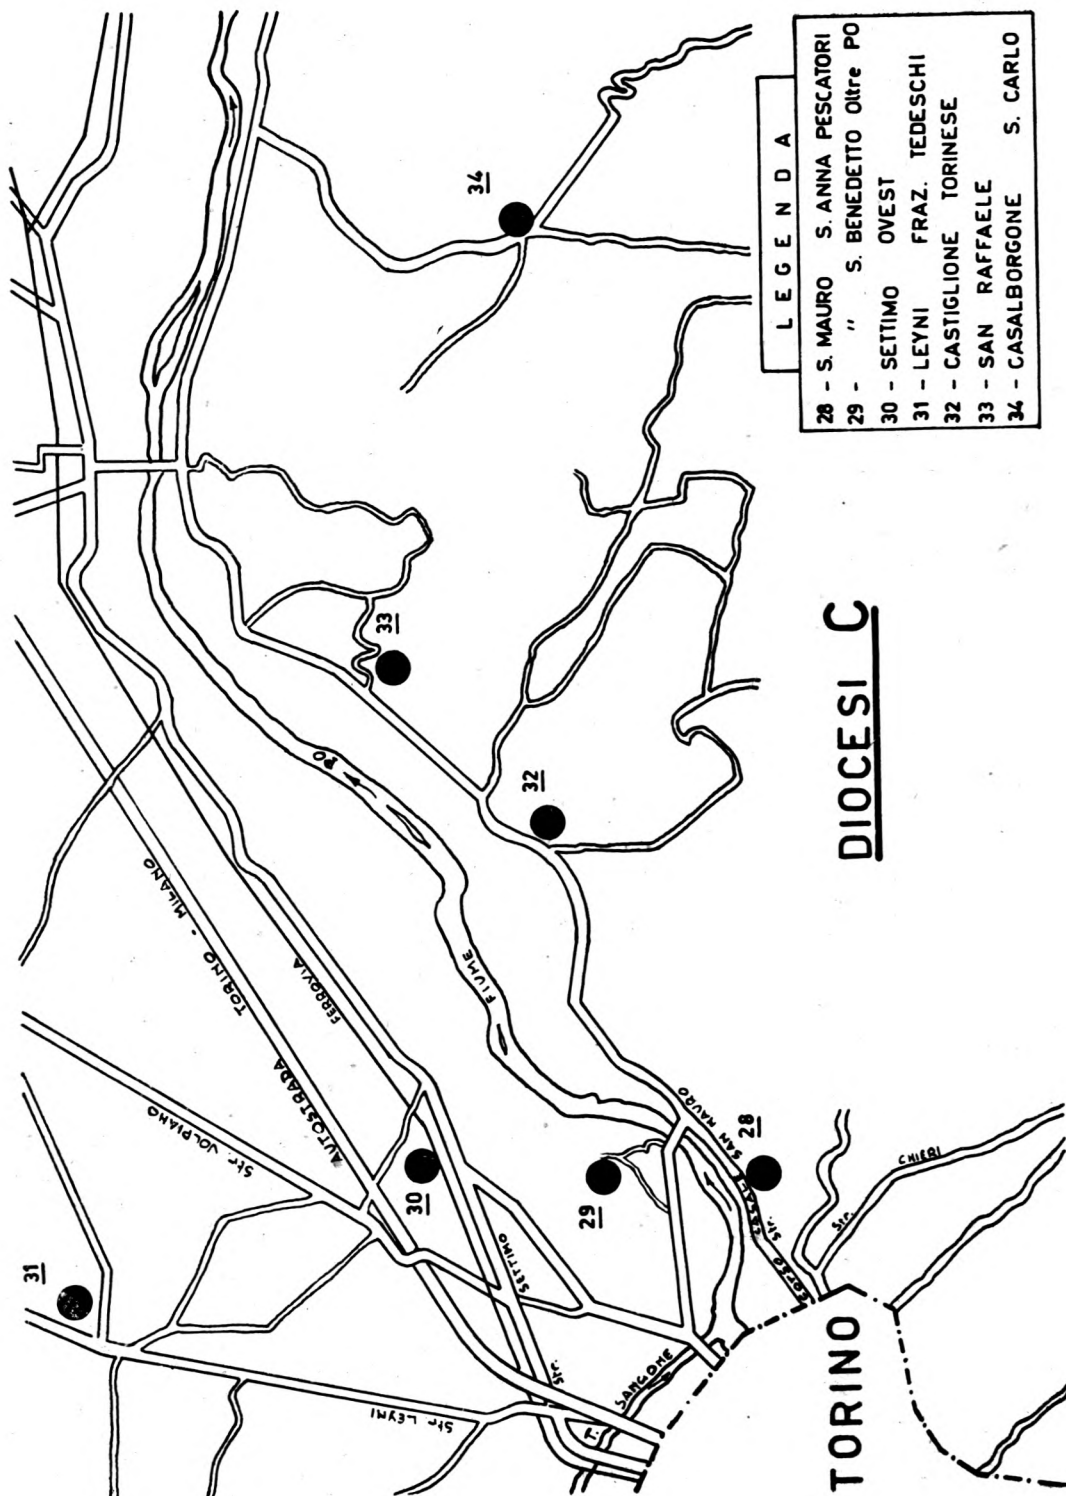 LEGENDA
28 - S. MAURO S. ANNA PESCATORI
29 - " S. BENEDETTO Oltre PO
30 - SETTIMO OVEST
31 - LEYNI FRAZ. TEDESCHI
32 - CASTIGLIONE TORINESE
33 - SAN RAFFAELE
34 - CASALBORGONE S. CARLO
DIOCESI C
TORINO
31
Str. LEYNI
Str. VOLPIANO
AUTOSTRADA TORINO - MILANO
FERROVIA
30
Str. SETTIMO
T. SANGONE
29
FIUME PO
28
Str. CASALE
CORSO
SAN MAURO
Str. CHIERI
32
33
34